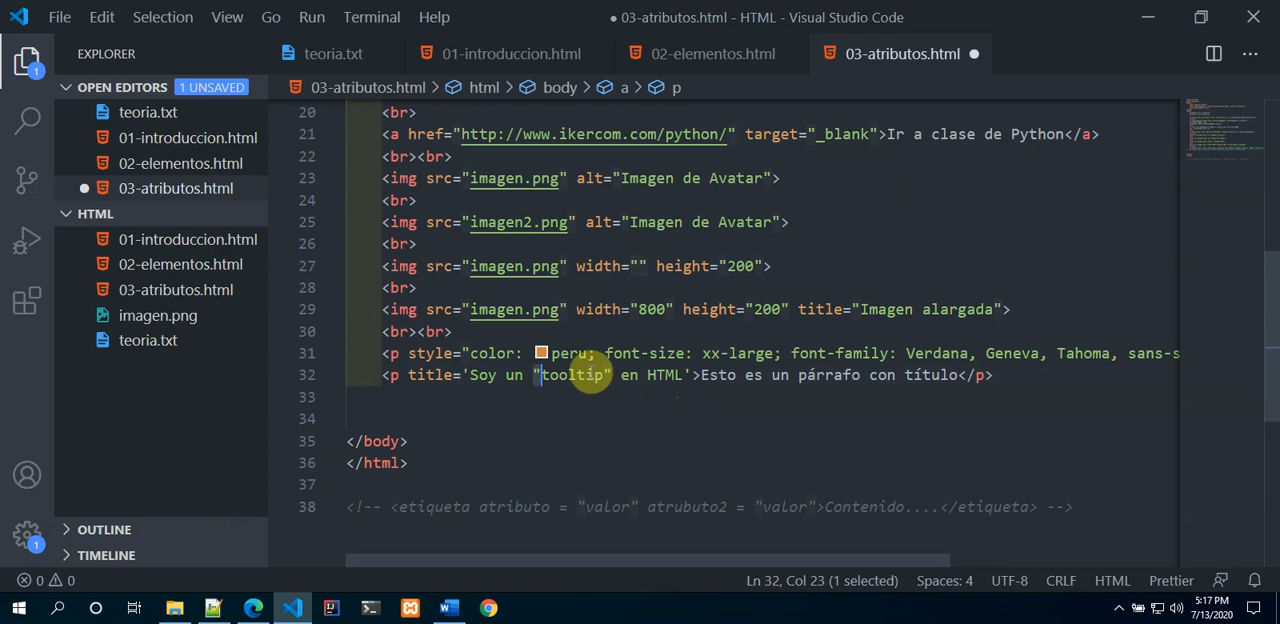 File Edit Selection View Go Run Terminal Help
● 03-atributos.html - HTML - Visual Studio Code
EXPLORER
teoria.txt 01-introduccion.html 02-elementos.html 03-atributos.html ●
OPEN EDITORS 1 UNSAVED
teoria.txt
01-introduccion.html
02-elementos.html
● 03-atributos.html
HTML
01-introduccion.html
02-elementos.html
03-atributos.html
imagen.png
teoria.txt
OUTLINE
TIMELINE
1
1
03-atributos.html > html > body > a > p
20 <br>
21 <a href="http://www.ikercom.com/python/" target="_blank">Ir a clase de Python</a>
22 <br><br>
23 <img src="imagen.png" alt="Imagen de Avatar">
24 <br>
25 <img src="imagen2.png" alt="Imagen de Avatar">
26 <br>
27 <img src="imagen.png" width="" height="200">
28 <br>
29 <img src="imagen.png" width="800" height="200" title="Imagen alargada">
30 <br><br>
31 <p style="color: peru; font-size: xx-large; font-family: Verdana, Geneva, Tahoma, sans-s
32 <p title='Soy un "tooltip" en HTML'>Esto es un párrafo con título</p>
33
34
35 </body>
36 </html>
37
38 <!-- <etiqueta atributo = "valor" atrubuto2 = "valor">Contenido....</etiqueta> -->
0 0 Ln 32, Col 23 (1 selected) Spaces: 4 UTF-8 CRLF HTML Prettier
5:17 PM
7/13/2020